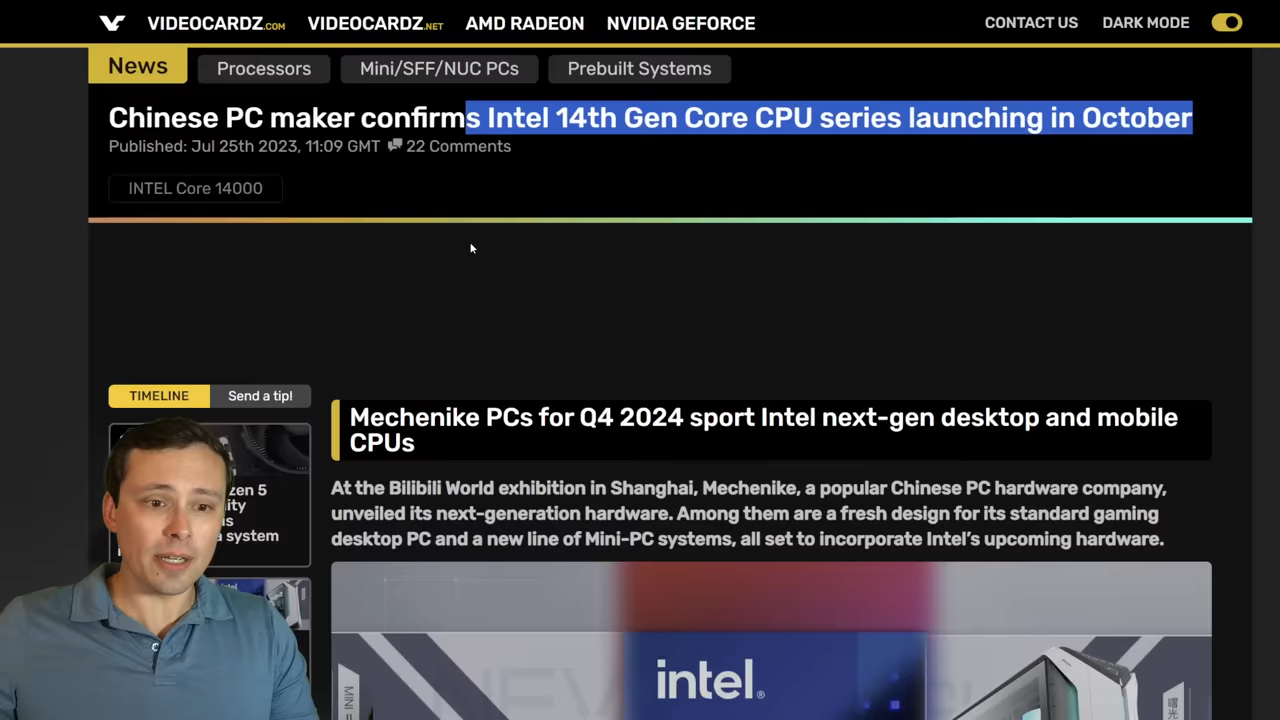 VIDEOCARDZ.COM VIDEOCARDZ.NET AMD RADEON NVIDIA GEFORCE CONTACT US DARK MODE
News Processors Mini/SFF/NUC PCs Prebuilt Systems
Chinese PC maker confirms Intel 14th Gen Core CPU series launching in October
Published: Jul 25th 2023, 11:09 GMT 22 Comments
INTEL Core 14000
TIMELINE Send a tip!
Mechenike PCs for Q4 2024 sport Intel next-gen desktop and mobile
CPUs
At the Bilibili World exhibition in Shanghai, Mechenike, a popular Chinese PC hardware company,
unveiled its next-generation hardware. Among them are a fresh design for its standard gaming
desktop PC and a new line of Mini-PC systems, all set to incorporate Intel's upcoming hardware.
5
system
intel
intel®
MINI
曙光